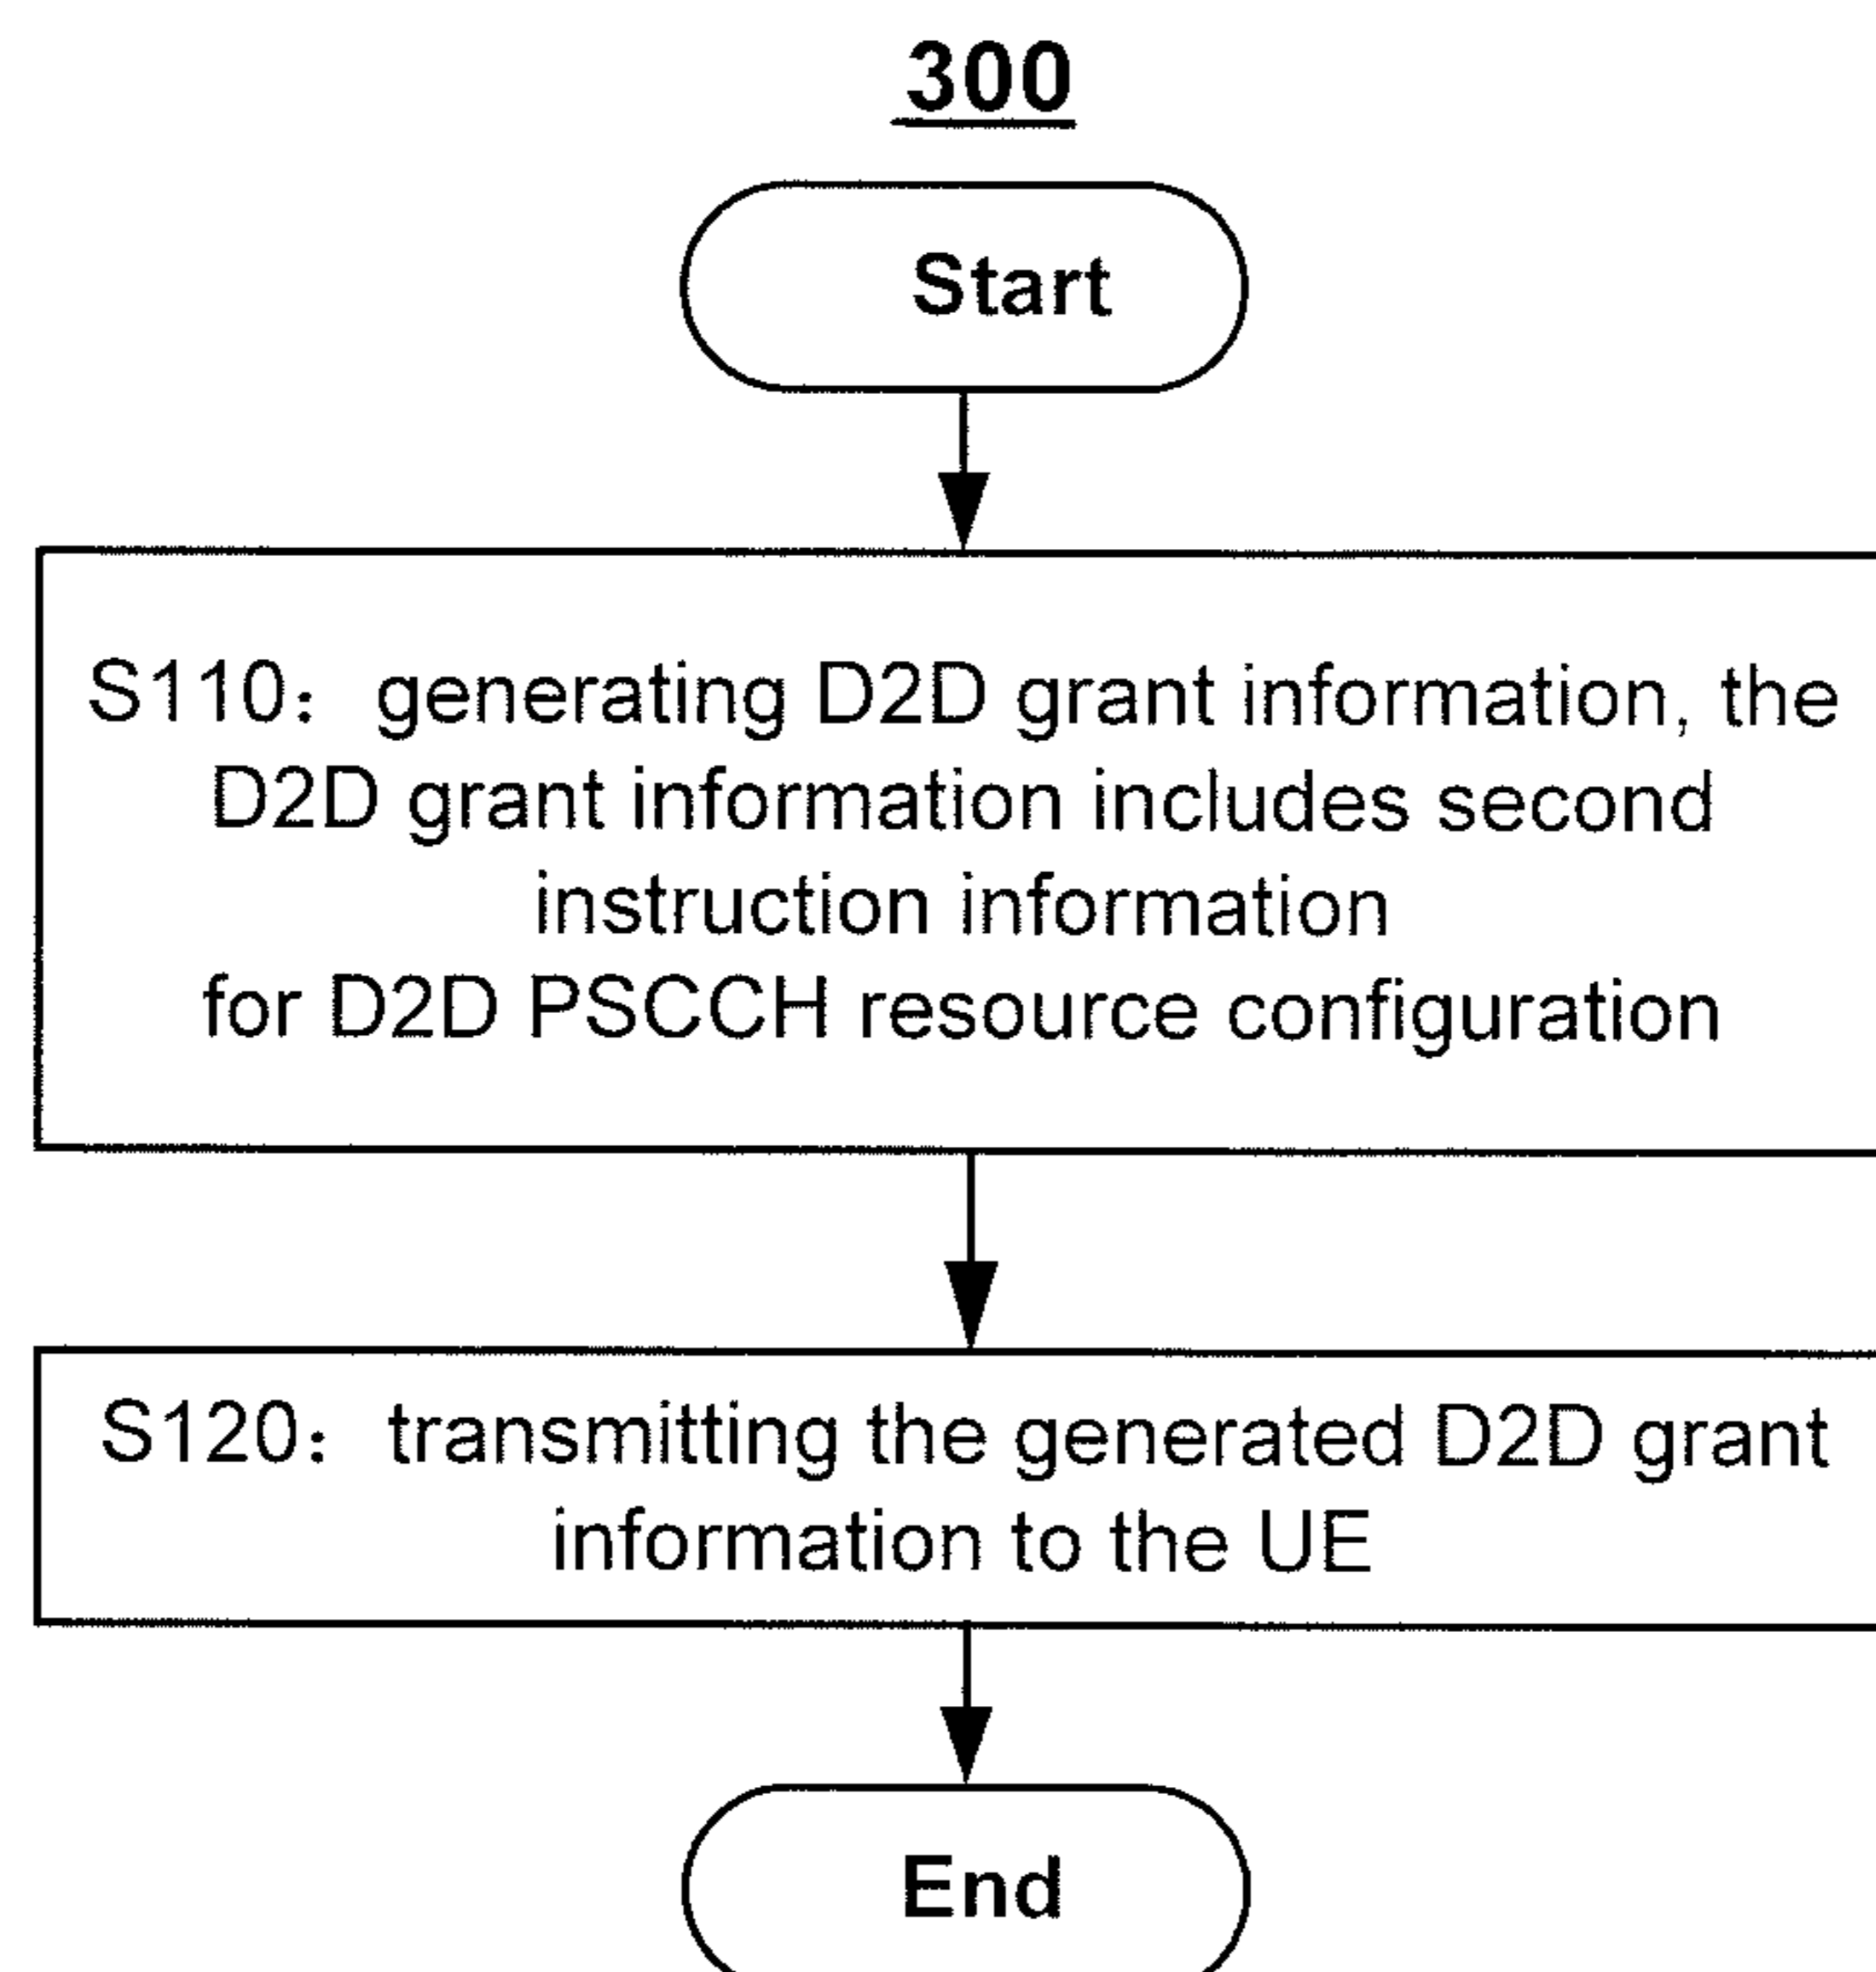 300
Start
S110： generating D2D grant information, the
D2D grant information includes second
instruction information
for D2D PSCCH resource configuration
S120： transmitting the generated D2D grant
information to the UE
End